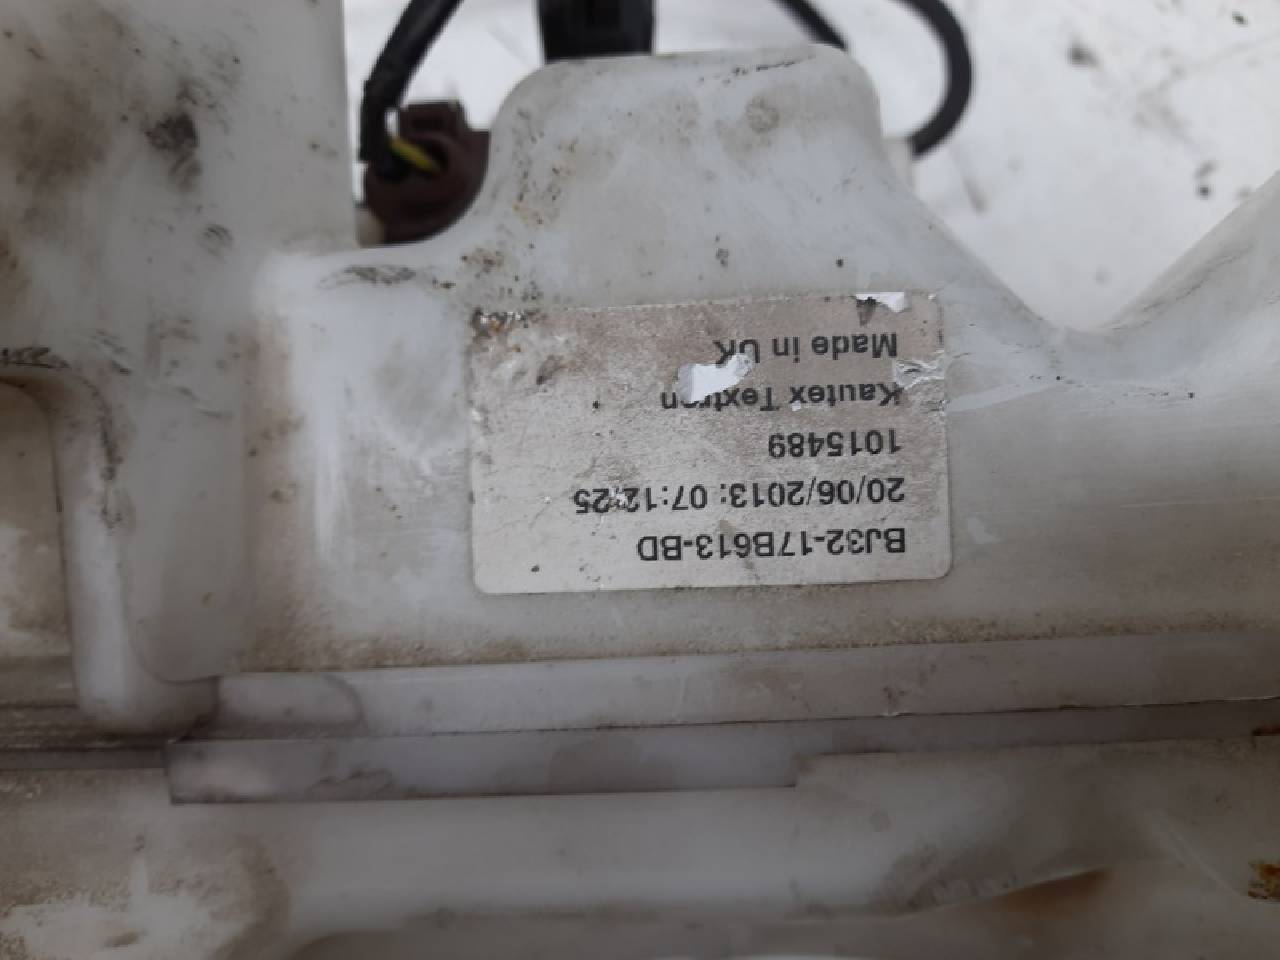 BJ32-17B613-BD
20/06/2013: 07:12:25
1015489
Kautex Textron
Made in UK